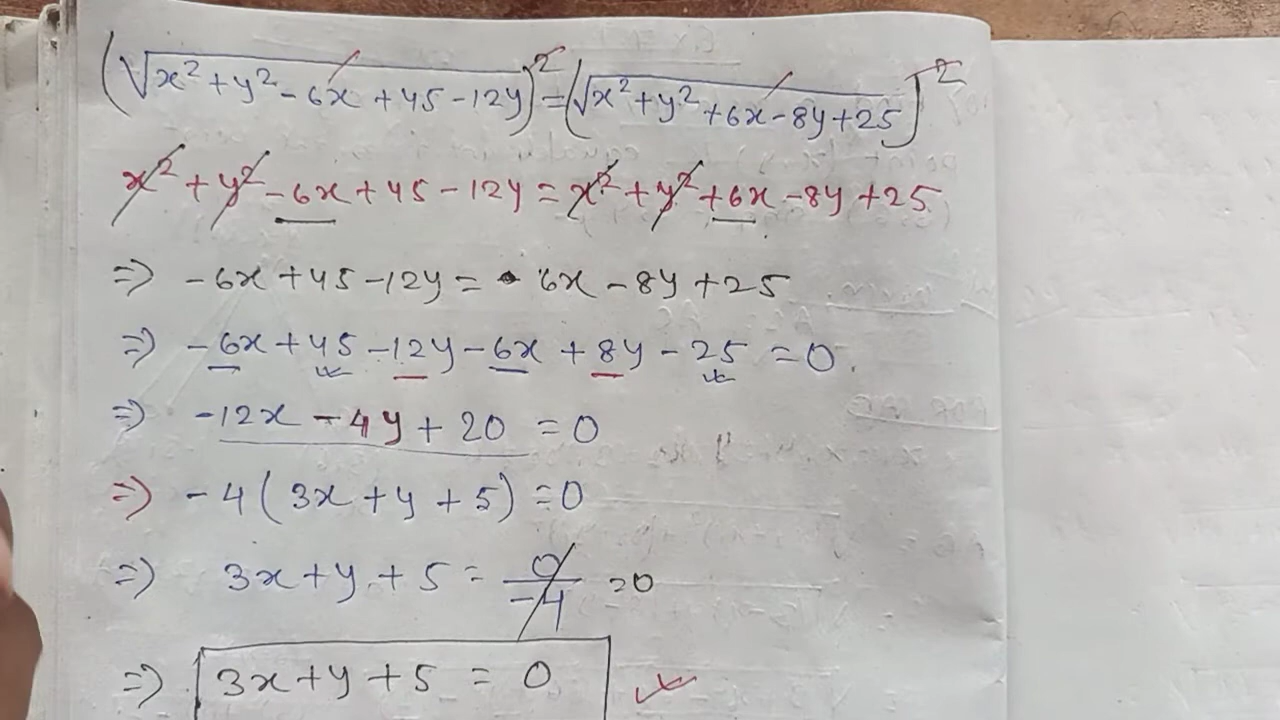 (√x² + y² - 6x + 45 - 12y)² = (√x² + y² + 6x - 8y + 25)²
x² + y² - 6x + 45 - 12y = x² + y² + 6x - 8y + 25
⇒ -6x + 45 - 12y = 6x - 8y + 25
⇒ -6x + 45 - 12y - 6x + 8y - 25 = 0
⇒ -12x - 4y + 20 = 0
⇒ -4(3x + y + 5) = 0
⇒ 3x + y + 5 = 0/-4 = 0
⇒ 3x + y + 5 = 0